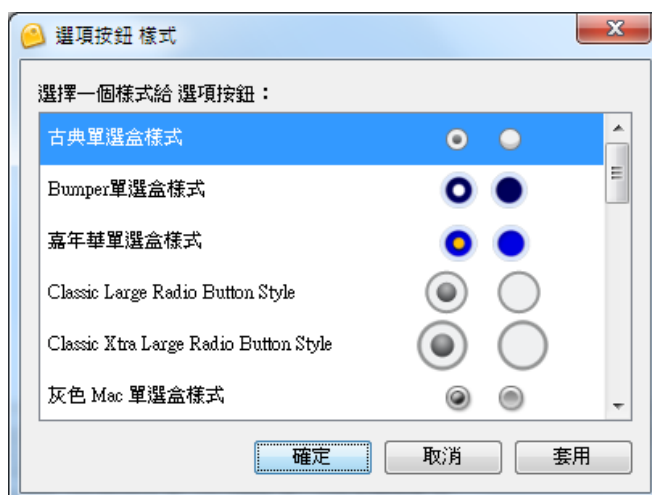 選項按鈕 樣式
選擇一個樣式給 選項按鈕：
古典單選盒樣式
Bumper單選盒樣式
嘉年華單選盒樣式
Classic Large Radio Button Style
Classic Xtra Large Radio Button Style
灰色 Mac 單選盒樣式
確定
取消
套用